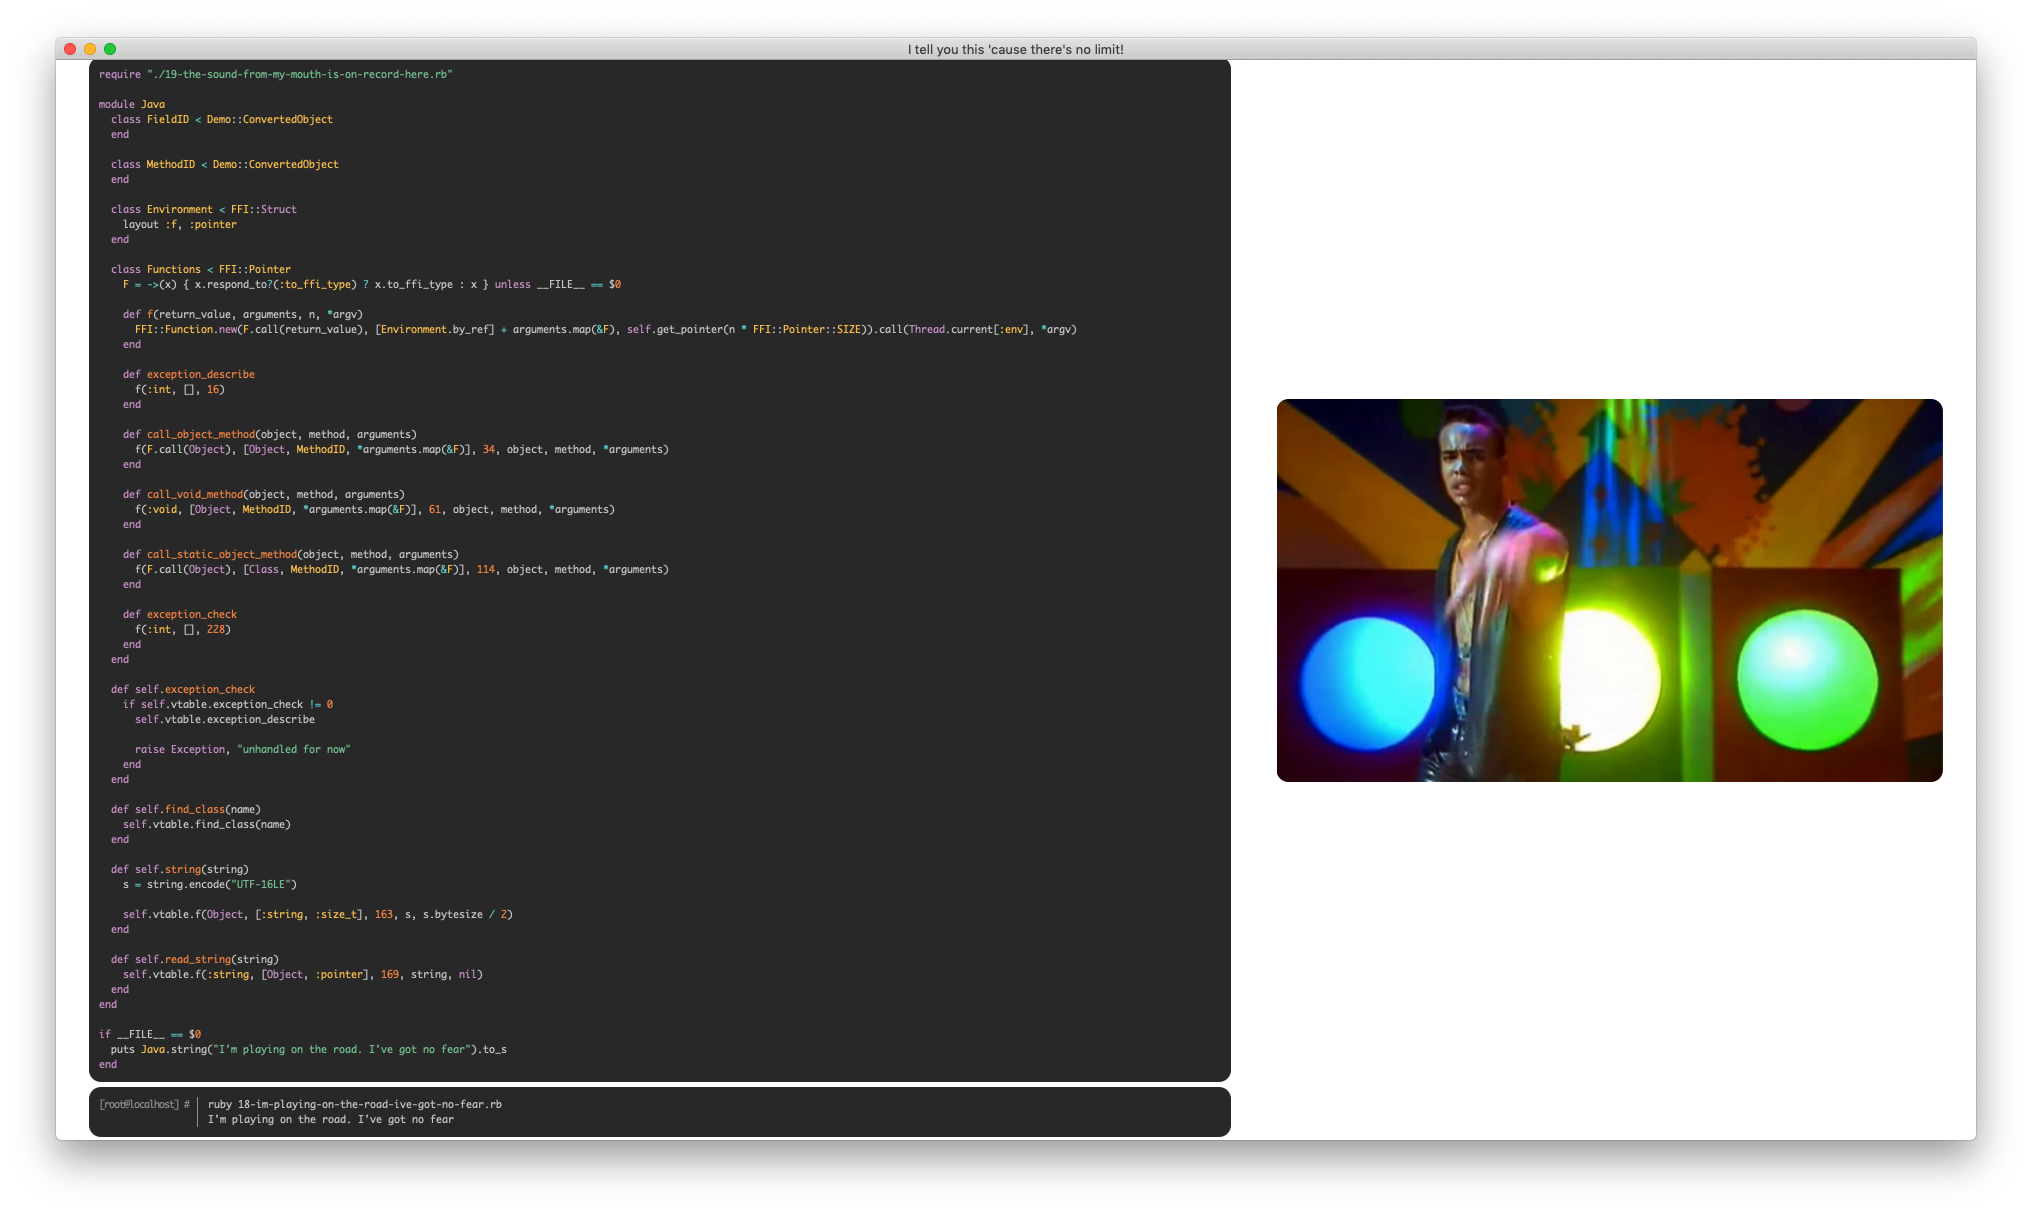 I tell you this 'cause there's no limit!
require "./19-the-sound-from-my-mouth-is-on-record-here.rb"
module Java
class FieldID < Demo::ConvertedObject
end
class MethodID < Demo::ConvertedObject
end
class Environment < FFI::Struct
layout :f, :pointer
end
class Functions < FFI::Pointer
F = ->(x) { x.respond_to?(:to_ffi_type) ? x.to_ffi_type : x } unless __FILE__ == $0
def f(return_value, arguments, n, *argv)
FFI::Function.new(F.call(return_value), [Environment.by_ref] + arguments.map(&F), self.get_pointer(n * FFI::Pointer::SIZE)).call(Thread.current[:env], *argv)
end
def exception_describe
f(:int, [], 16)
end
def call_object_method(object, method, arguments)
f(F.call(Object), [Object, MethodID, *arguments.map(&F)], 34, object, method, *arguments)
end
def call_void_method(object, method, arguments)
f(:void, [Object, MethodID, *arguments.map(&F)], 61, object, method, *arguments)
end
def call_static_object_method(object, method, arguments)
f(F.call(Object), [Class, MethodID, *arguments.map(&F)], 114, object, method, *arguments)
end
def exception_check
f(:int, [], 228)
end
end
def self.exception_check
if self.vtable.exception_check != 0
self.vtable.exception_describe
raise Exception, "unhandled for now"
end
end
def self.find_class(name)
self.vtable.find_class(name)
end
def self.string(string)
s = string.encode("UTF-16LE")
self.vtable.f(Object, [:string, :size_t], 163, s, s.bytesize / 2)
end
def self.read_string(string)
self.vtable.f(:string, [Object, :pointer], 169, string, nil)
end
end
if __FILE__ == $0
puts Java.string("I'm playing on the road. I've got no fear").to_s
end
[root@localhost] # ruby 18-im-playing-on-the-road-ive-got-no-fear.rb
I'm playing on the road. I've got no fear